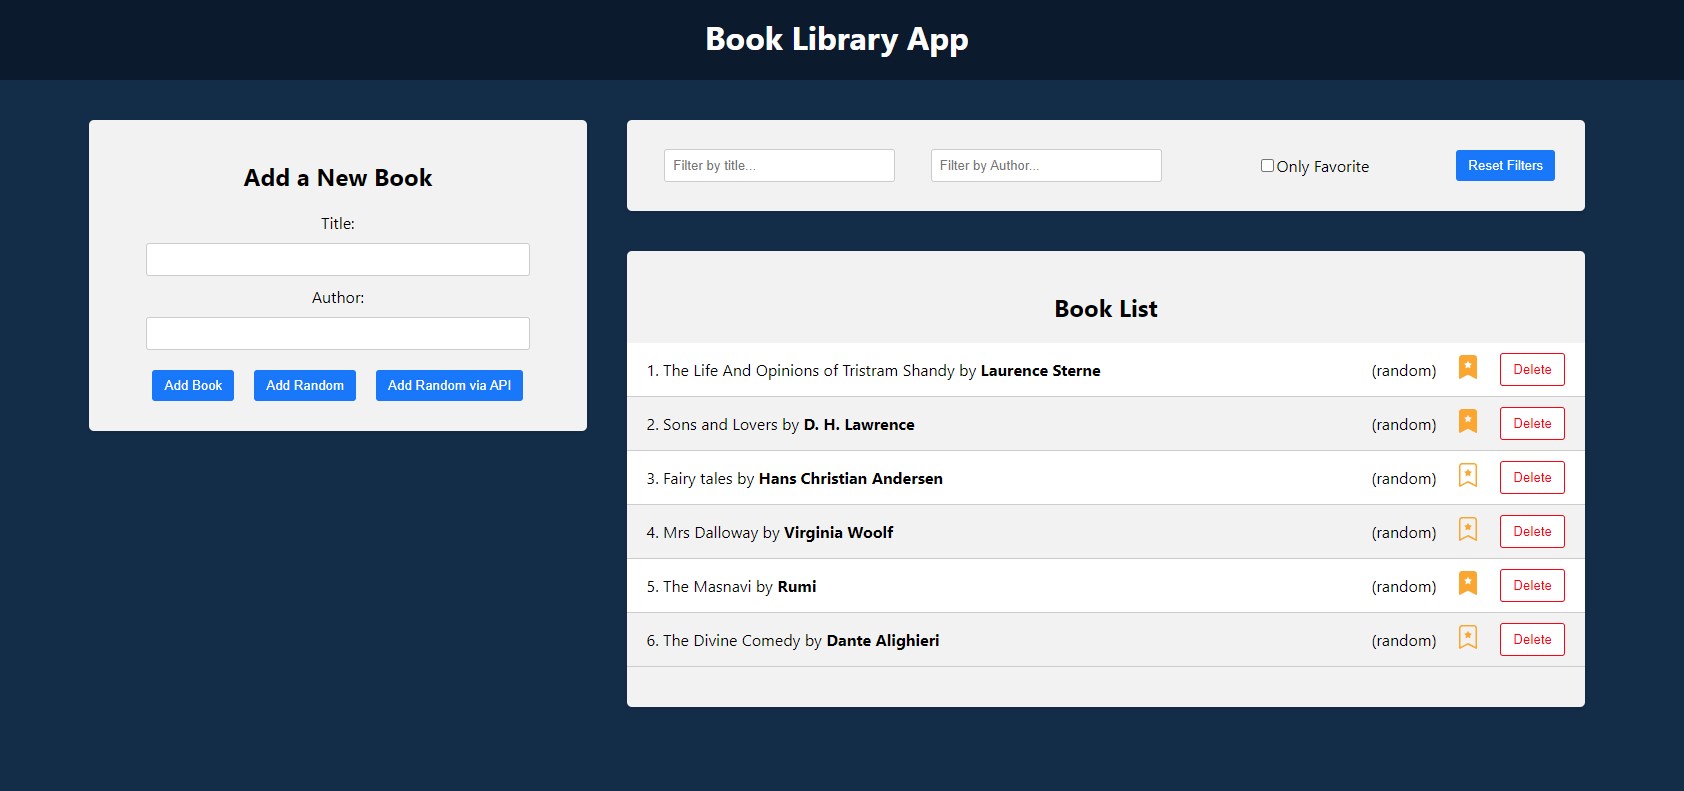 Book Library App
Add a New Book
Title:
Author:
Add Book Add Random Add Random via API
Filter by title... Filter by Author... Only Favorite Reset Filters
Book List
1. The Life And Opinions of Tristram Shandy by Laurence Sterne (random) Delete
2. Sons and Lovers by D. H. Lawrence (random) Delete
3. Fairy tales by Hans Christian Andersen (random) Delete
4. Mrs Dalloway by Virginia Woolf (random) Delete
5. The Masnavi by Rumi (random) Delete
6. The Divine Comedy by Dante Alighieri (random) Delete